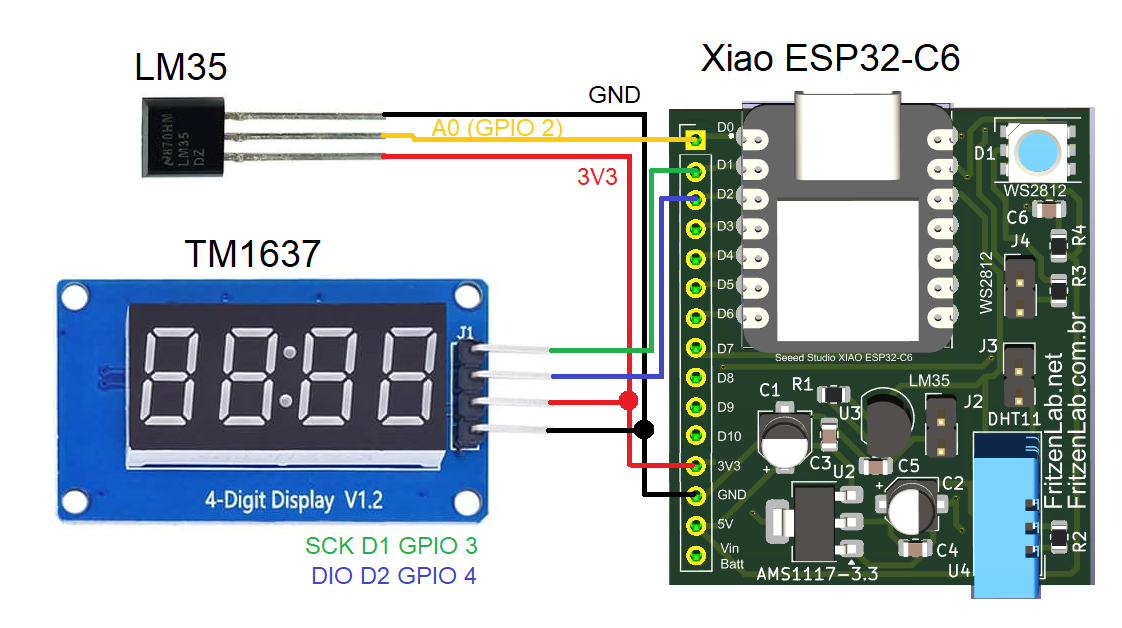 LM35
Xiao ESP32-C6
GND
A0 (GPIO 2)
3V3
LM35
DZ
TM1637
J1
4-Digit Display V1.2
SCK D1 GPIO 3
DIO D2 GPIO 4
D0
D1
D2
D3
D4
D5
D6
D7
D8
D9
D10
3V3
GND
5V
Vin
Batt
Seeed Studio XIAO ESP32-C6
D1
WS2812
C6
J4
R4
WS2812
R3
J3
DHT11
LM35
J2
R1
C1
U3
C3
U2
C5
C2
C4
AMS1117-3.3
U4
R2
FritzenLab.net
FritzenLab.com.br